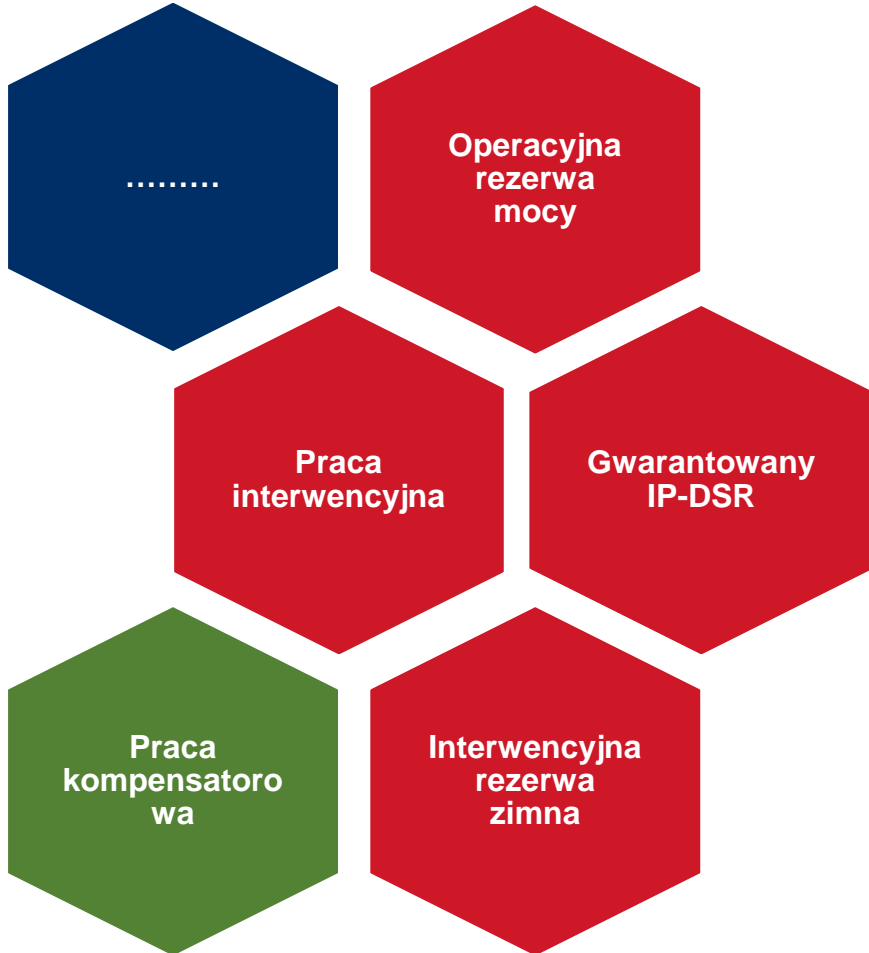 .........
Operacyjna
rezerwa
mocy
Praca
interwencyjna
Gwarantowany
IP-DSR
Praca
kompensatoro
wa
Interwencyjna
rezerwa
zimna